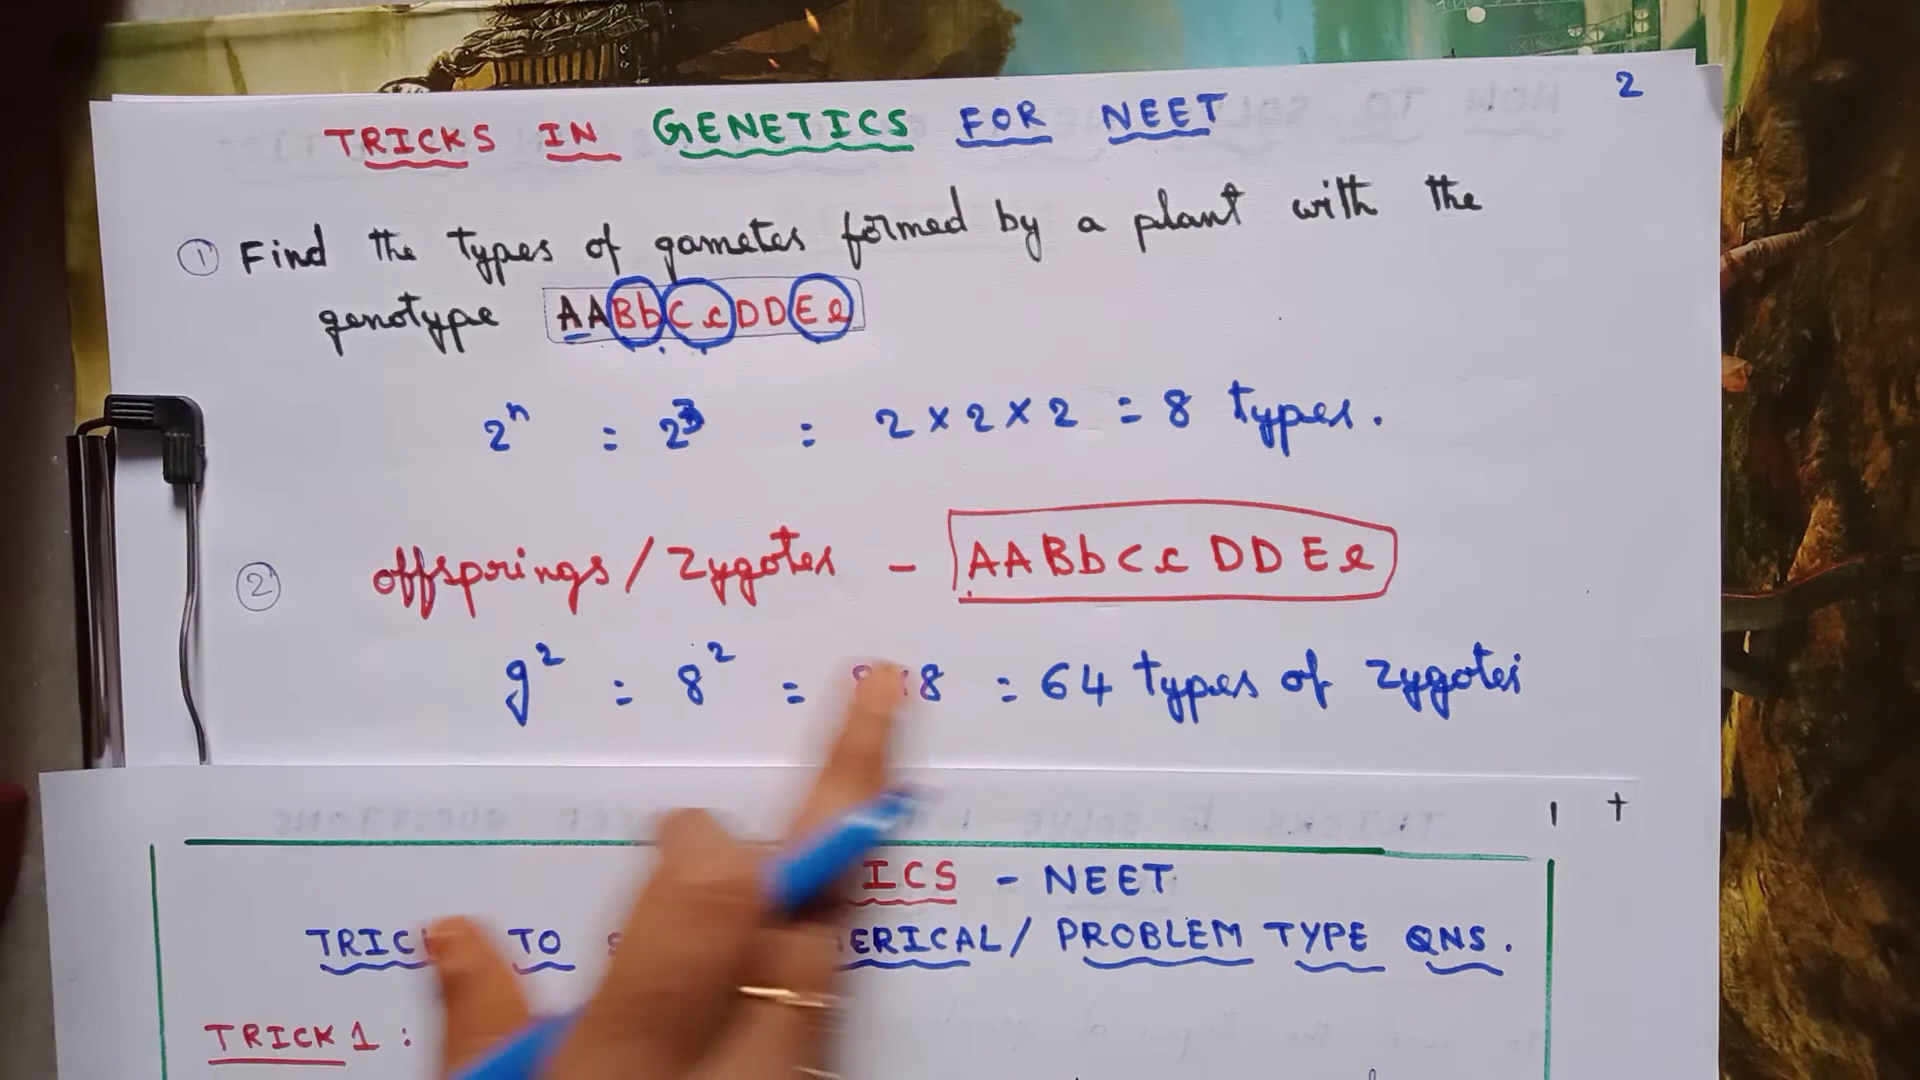 2
TRICKS IN GENETICS FOR NEET
① Find the types of gametes formed by a plant with the
genotype AABbCcDDEe
2ⁿ = 2³ = 2 × 2 × 2 = 8 types.
② offsprings / Zygotes - AABbCcDDEe
g² = 8² = 8 = 64 types of Zygotes
1 +
ICS - NEET
TO ERICAL / PROBLEM TYPE QNS.
TRICK 1 :